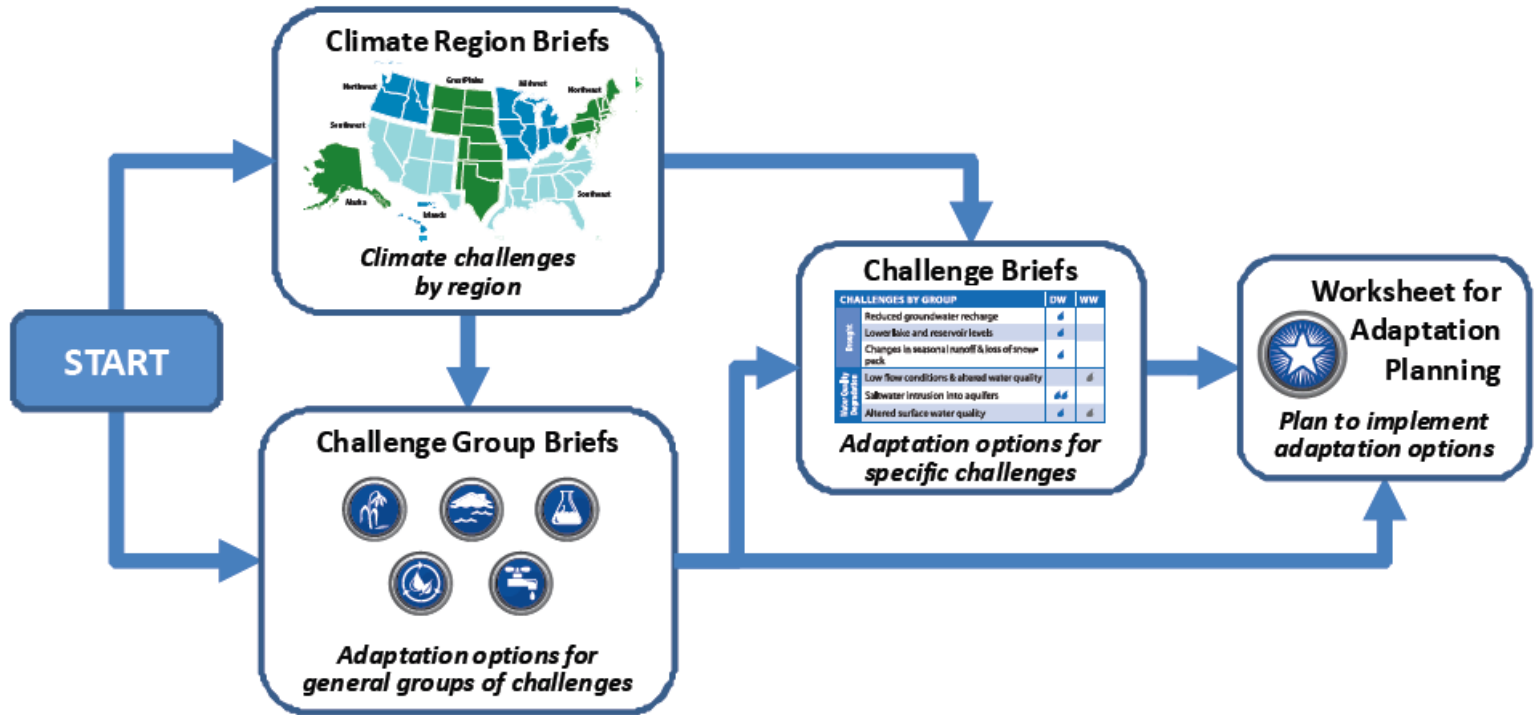 Climate Region Briefs
Northwest
Great Plains
Midwest
Northeast
Southwest
Southeast
Alaska
Islands
Climate challenges
by region
START
Challenge Group Briefs
Adaptation options for
general groups of challenges
Challenge Briefs
CHALLENGES BY GROUP DW WW
Drought
Reduced groundwater recharge
Lower lake and reservoir levels
Changes in seasonal runoff & loss of snow-
pack
Water Quality
Degradation
Low flow conditions & altered water quality
Saltwater intrusion into aquifers
Altered surface water quality
Adaptation options for
specific challenges
Worksheet for
Adaptation
Planning
Plan to implement
adaptation options